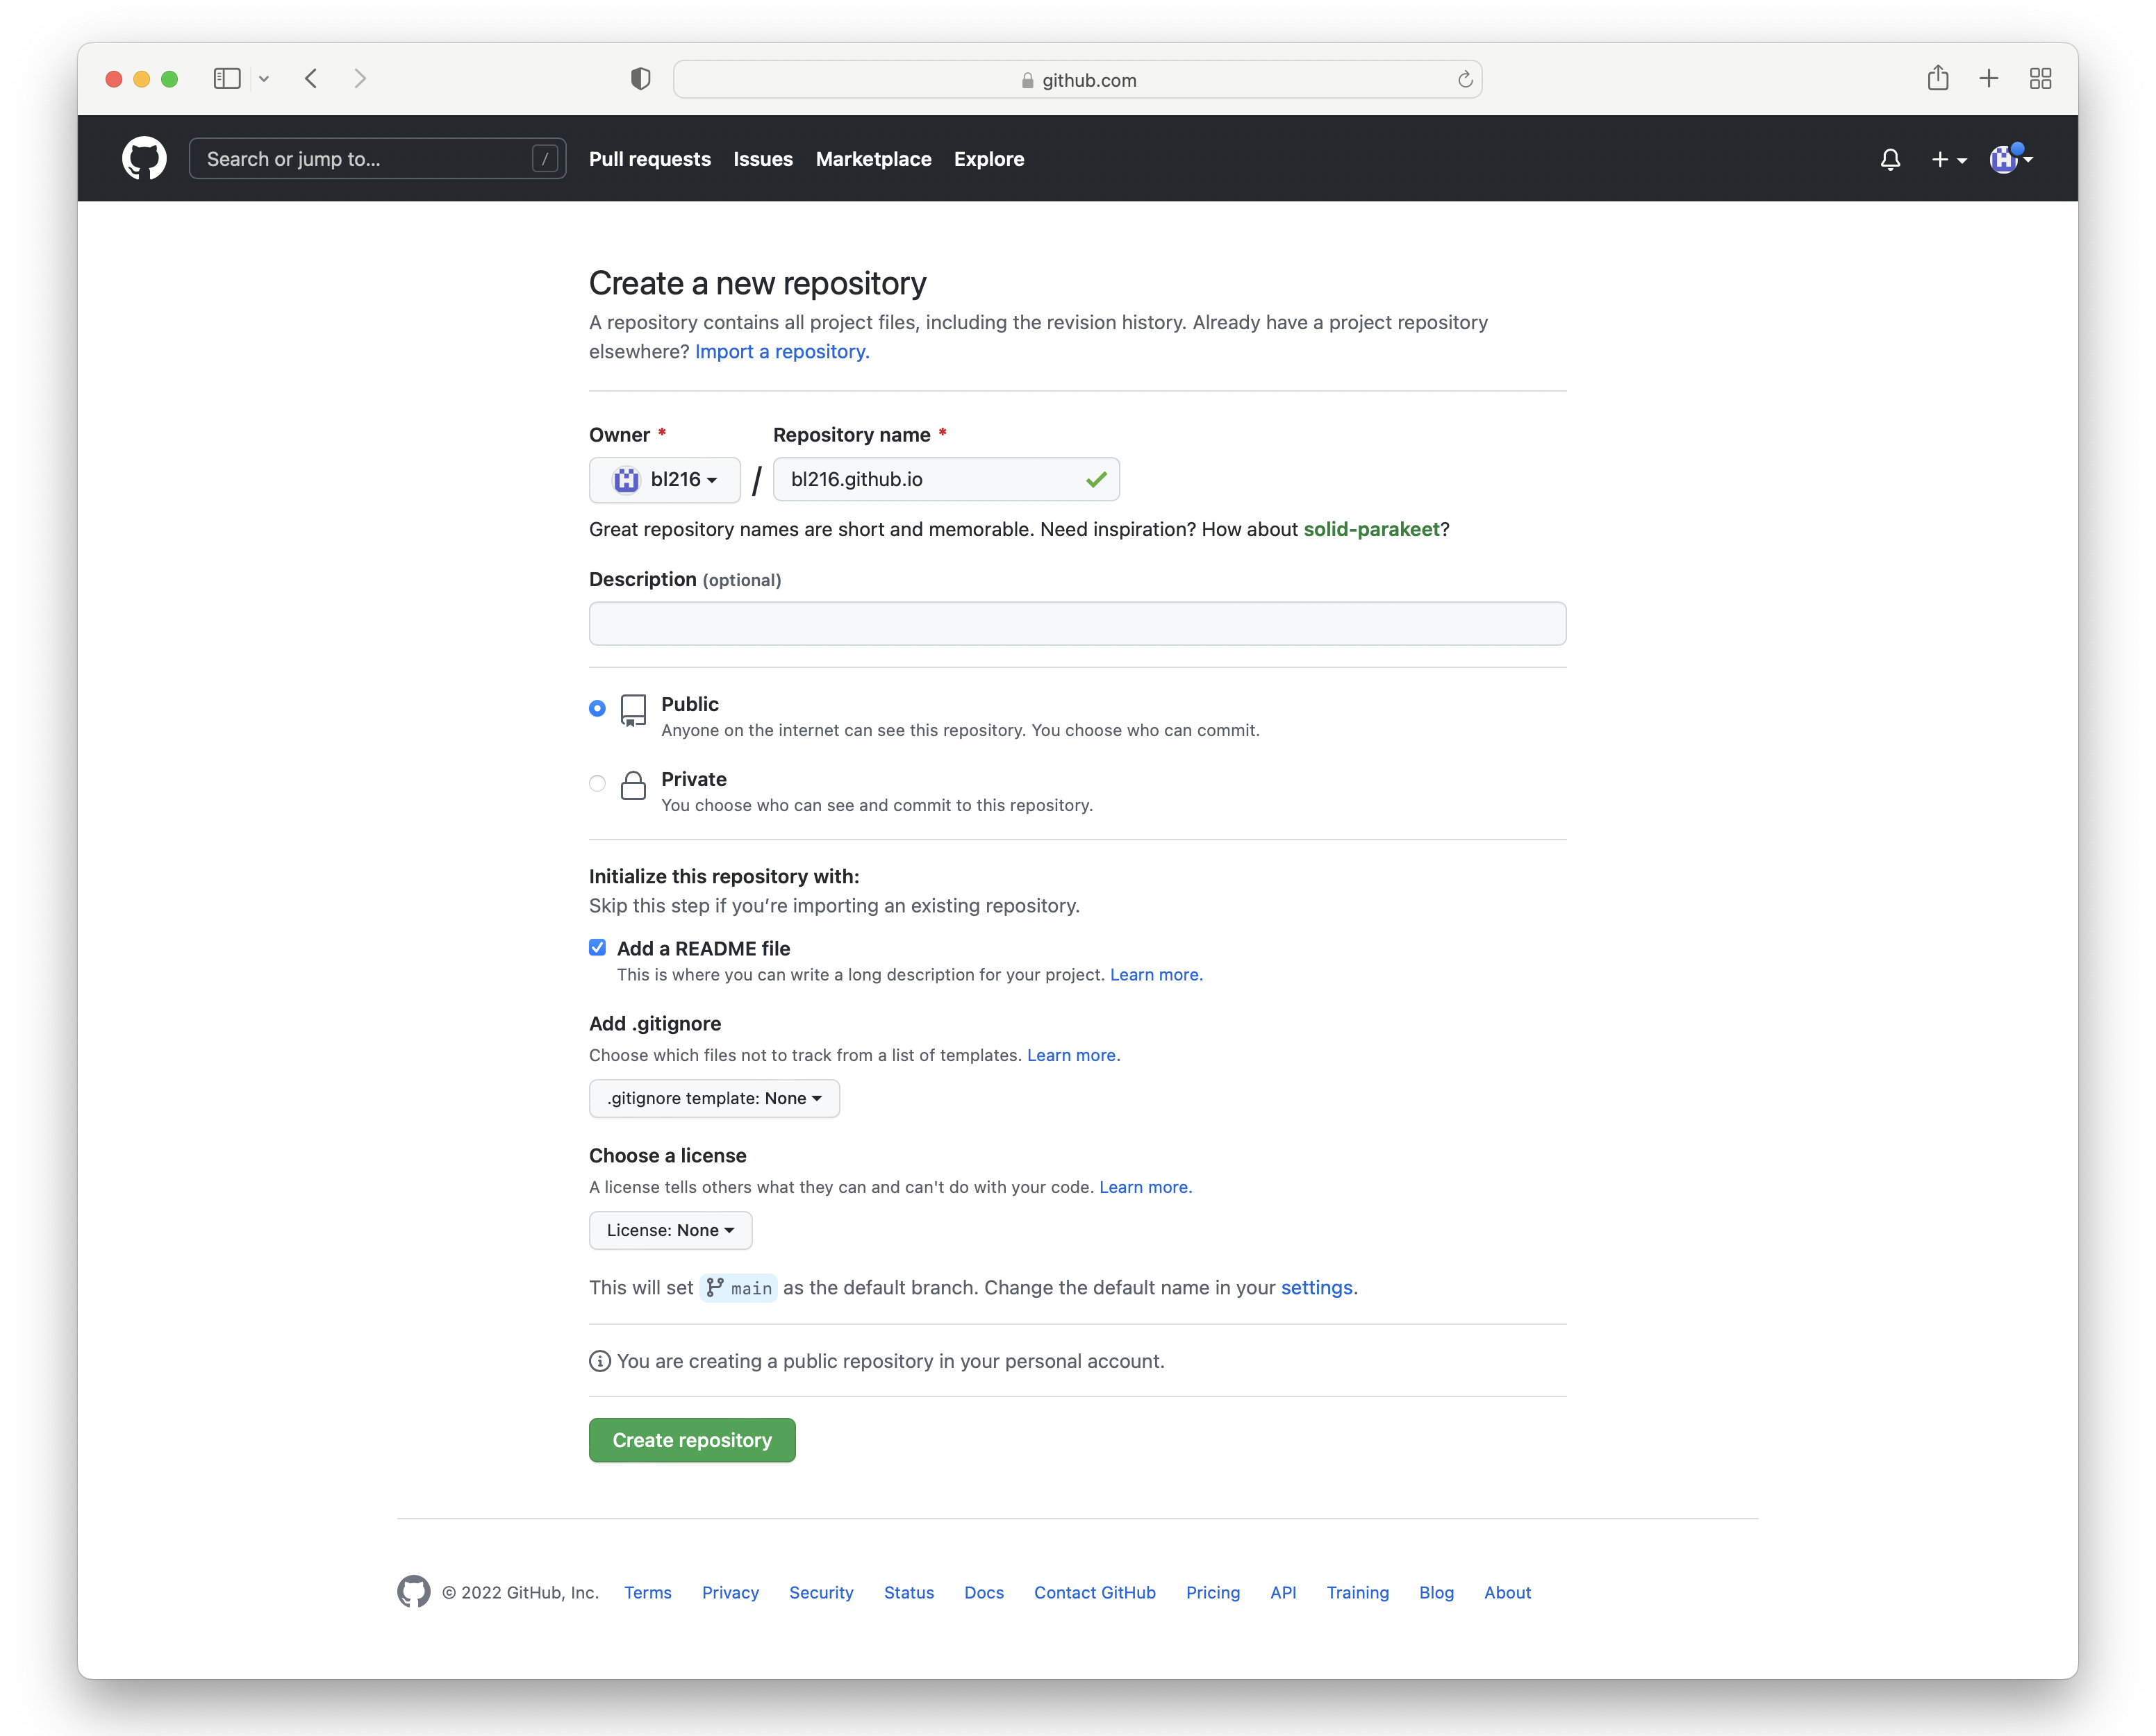 github.com
Search or jump to... /
Pull requests Issues Marketplace Explore
Create a new repository
A repository contains all project files, including the revision history. Already have a project repository
elsewhere? Import a repository.
Owner * Repository name *
bl216 / bl216.github.io
Great repository names are short and memorable. Need inspiration? How about solid-parakeet?
Description (optional)
Public
Anyone on the internet can see this repository. You choose who can commit.
Private
You choose who can see and commit to this repository.
Initialize this repository with:
Skip this step if you’re importing an existing repository.
Add a README file
This is where you can write a long description for your project. Learn more.
Add .gitignore
Choose which files not to track from a list of templates. Learn more.
.gitignore template: None
Choose a license
A license tells others what they can and can't do with your code. Learn more.
License: None
This will set main as the default branch. Change the default name in your settings.
You are creating a public repository in your personal account.
Create repository
© 2022 GitHub, Inc. Terms Privacy Security Status Docs Contact GitHub Pricing API Training Blog About